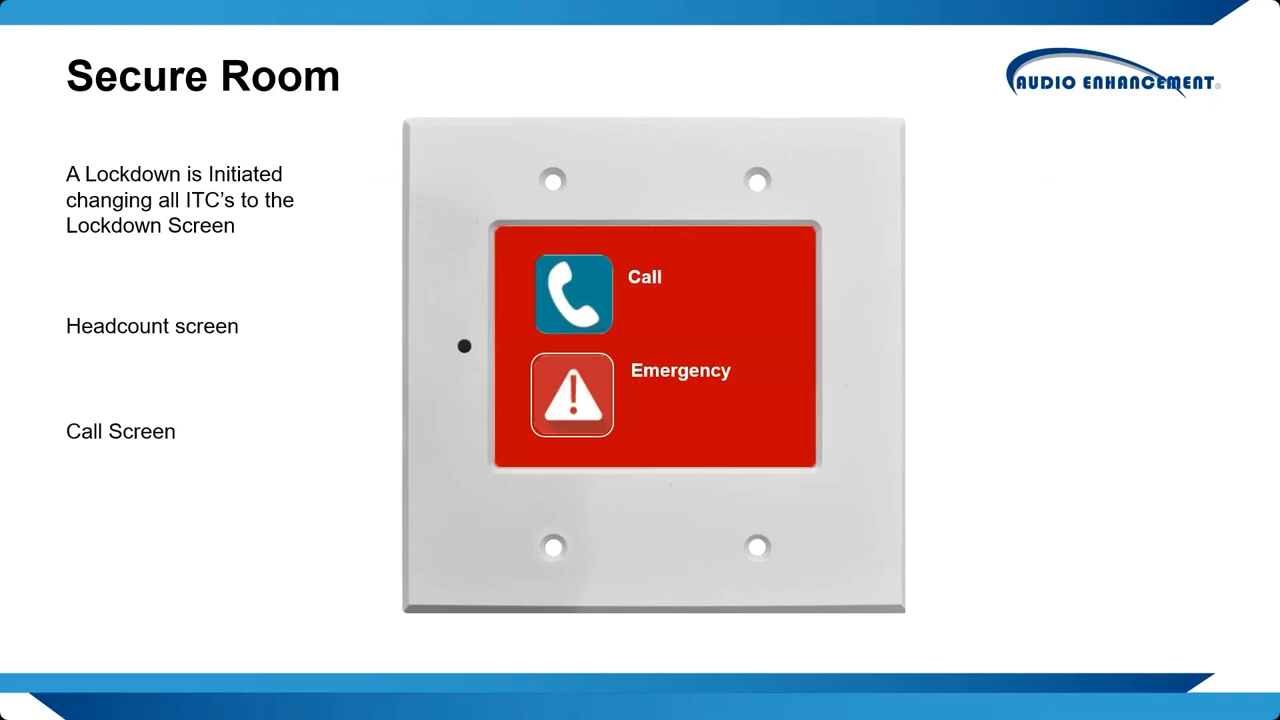 Secure Room
AUDIO ENHANCEMENT®
A Lockdown is Initiated
changing all ITC’s to the
Lockdown Screen
Headcount screen
Call Screen
Call
Emergency